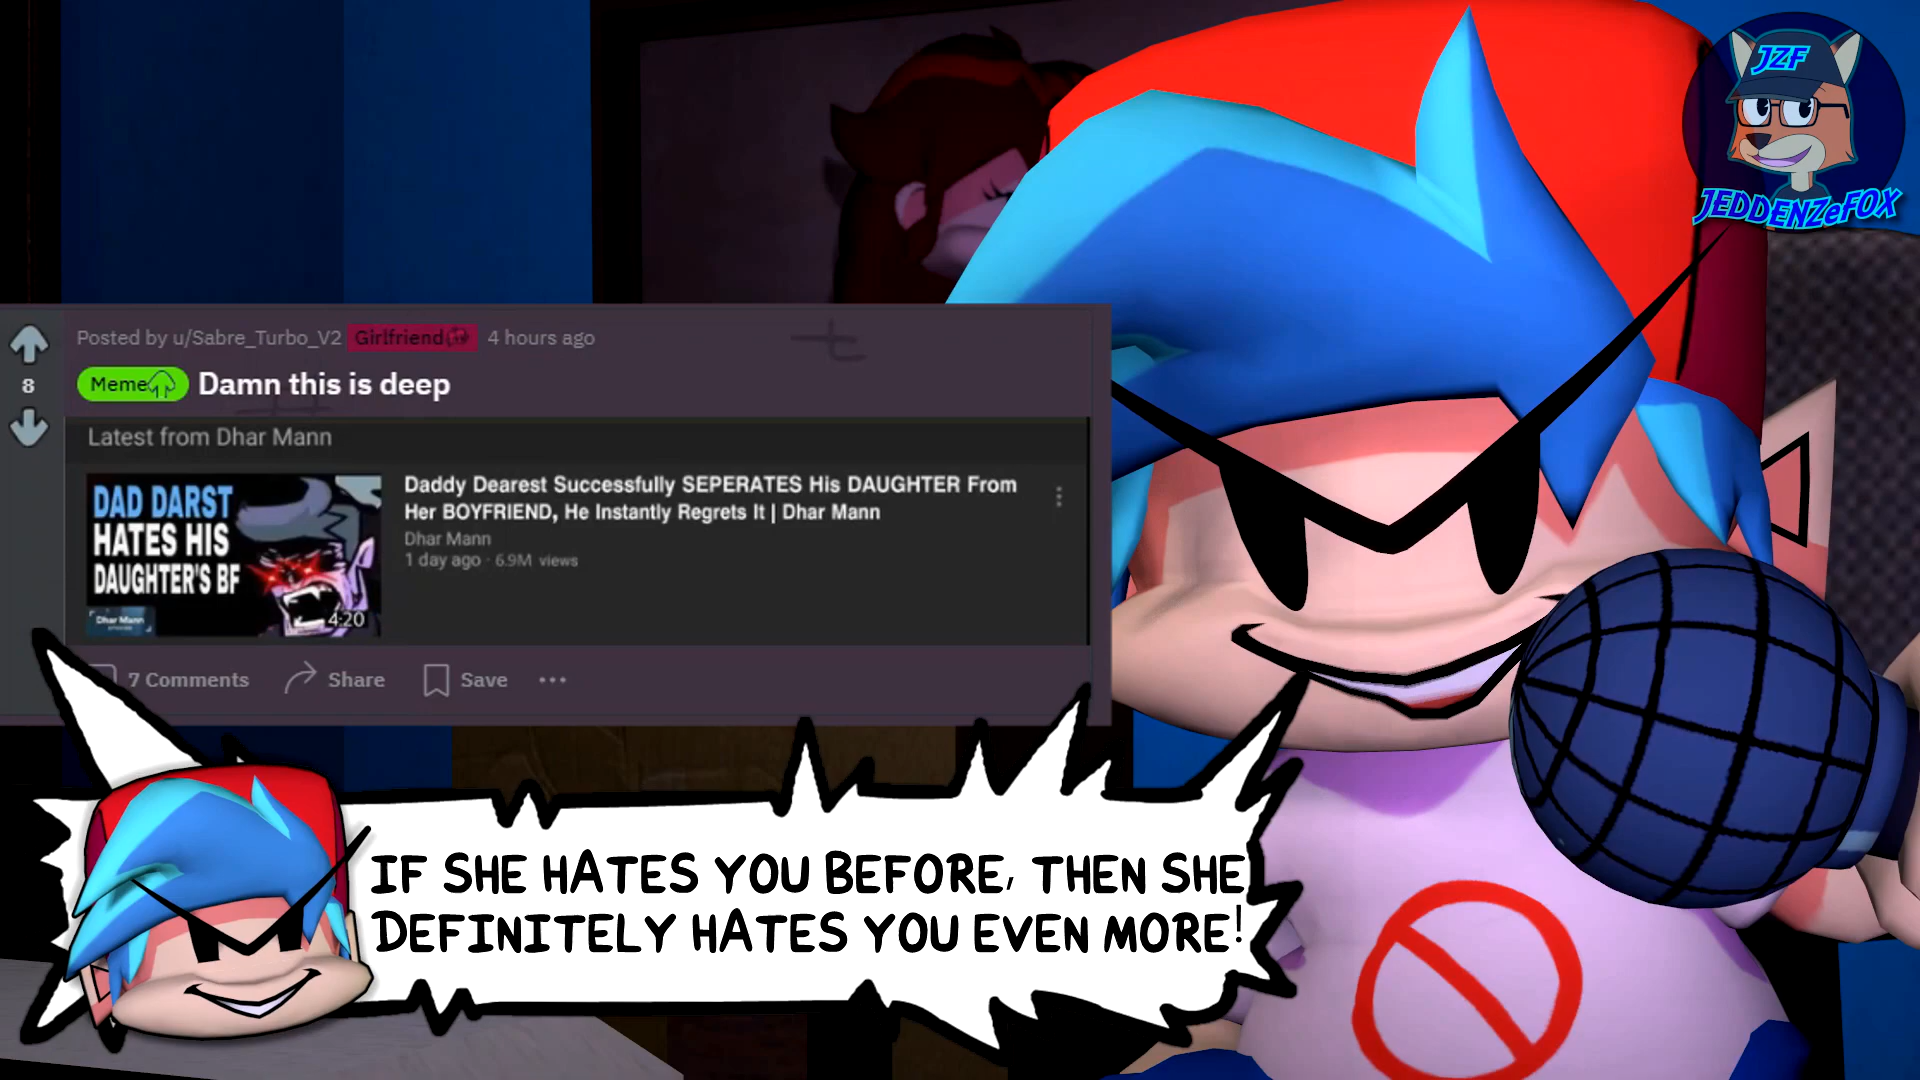 JZF
JEDDENZeFOX
Posted by u/Sabre_Turbo_V2 Girlfriend 4 hours ago
8
Meme Damn this is deep
Latest from Dhar Mann
DAD DARST
HATES HIS
DAUGHTER'S BF
Dhar Mann
4:20
Daddy Dearest Successfully SEPERATES His DAUGHTER From
Her BOYFRIEND, He Instantly Regrets It | Dhar Mann
Dhar Mann
1 day ago · 6.9M views
7 Comments Share Save
IF SHE HATES YOU BEFORE, THEN SHE
DEFINITELY HATES YOU EVEN MORE!